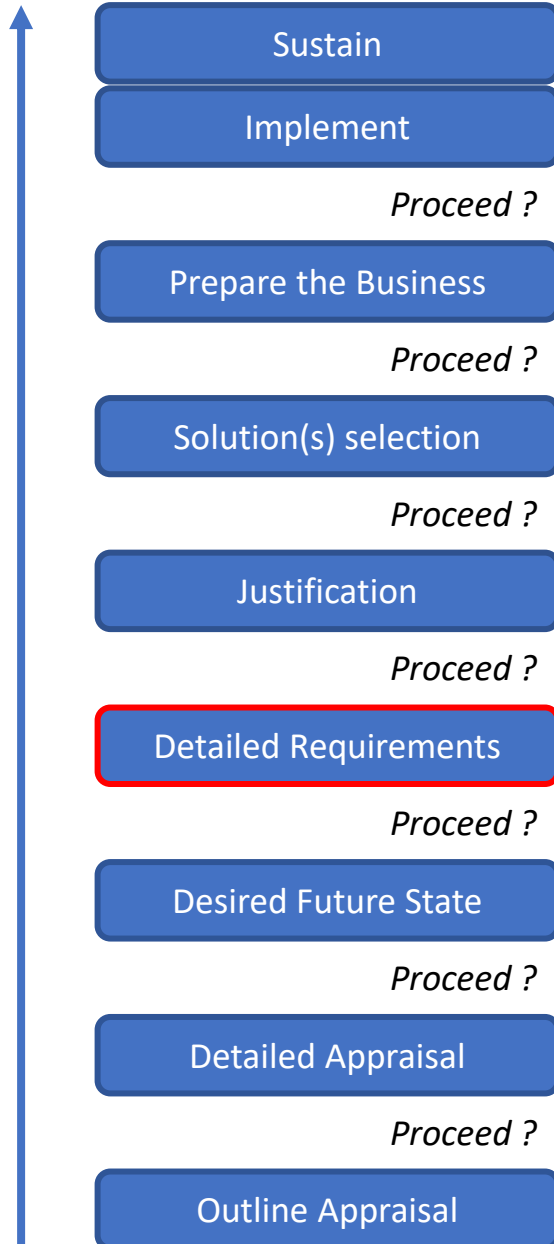 Sustain
Implement
Proceed ?
Prepare the Business
Proceed ?
Solution(s) selection
Proceed ?
Justification
Proceed ?
Detailed Requirements
Proceed ?
Desired Future State
Proceed ?
Detailed Appraisal
Proceed ?
Outline Appraisal